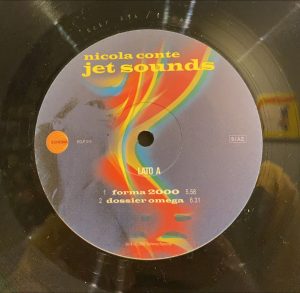 nicola conte
jet sounds
LATO A
1 forma 2000 5.56
2 dossier omega 6.31